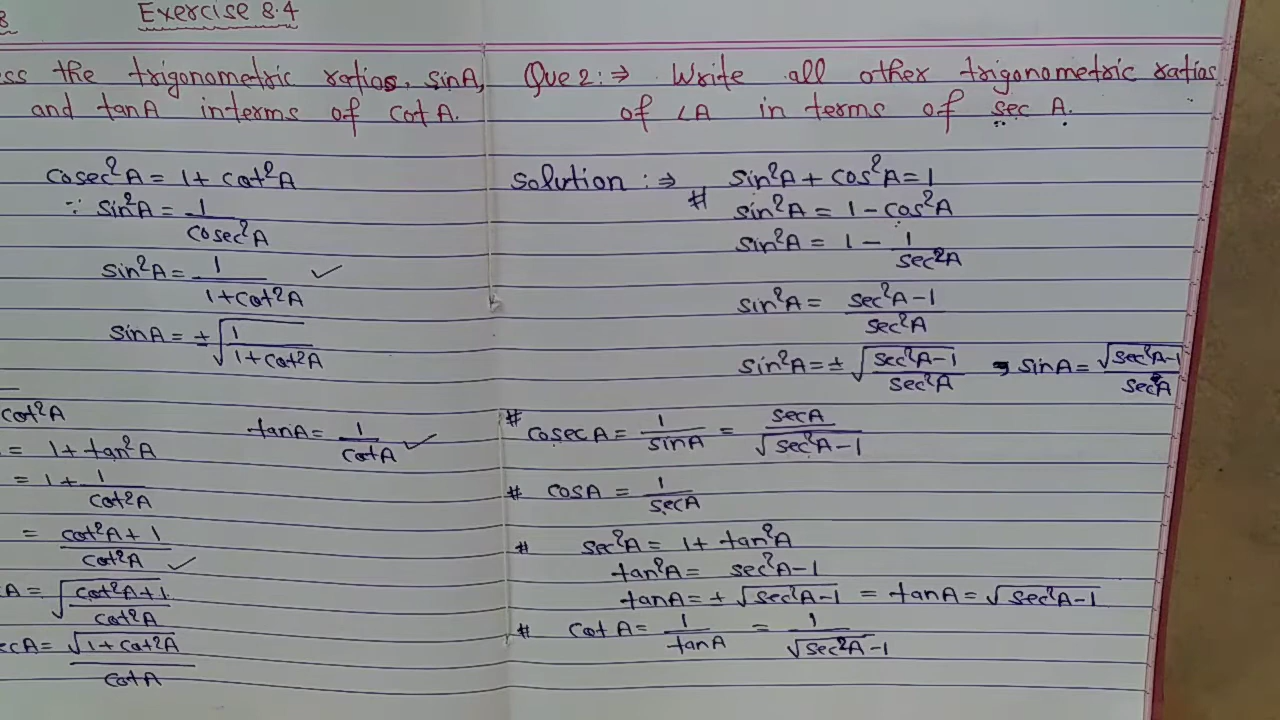 8
Exercise 8.4
ss the trigonometric ratios, sinA,
and tanA interms of cotA.
cosec²A = 1 + cot²A
∵ sin²A = 1/cosec²A
sin²A = 1/1+cot²A ✓
sinA = ±√1/1+cot²A
cot²A
= 1 + tan²A
tanA = 1/cotA ✓
= 1 + 1/cot²A
= cot²A + 1/cot²A ✓
A = √cot²A+1/cot²A
ecA = √1+cot²A/cotA
Que 2:⇒ Write all other trigonometric ratios
of ∠A in terms of sec A.
Solution :⇒ sin²A + cos²A = 1
# sin²A = 1 - cos²A
sin²A = 1 - 1/sec²A
sin²A = sec²A - 1/sec²A
sin²A = ± √sec²A-1/sec²A ⇒ sinA = √sec²A-1/secA
# cosecA = 1/sinA = secA/√sec²A-1
# cosA = 1/secA
# sec²A = 1 + tan²A
tan²A = sec²A - 1
tanA = ± √sec²A-1 = tanA = √sec²A-1
# cotA = 1/tanA = 1/√sec²A-1